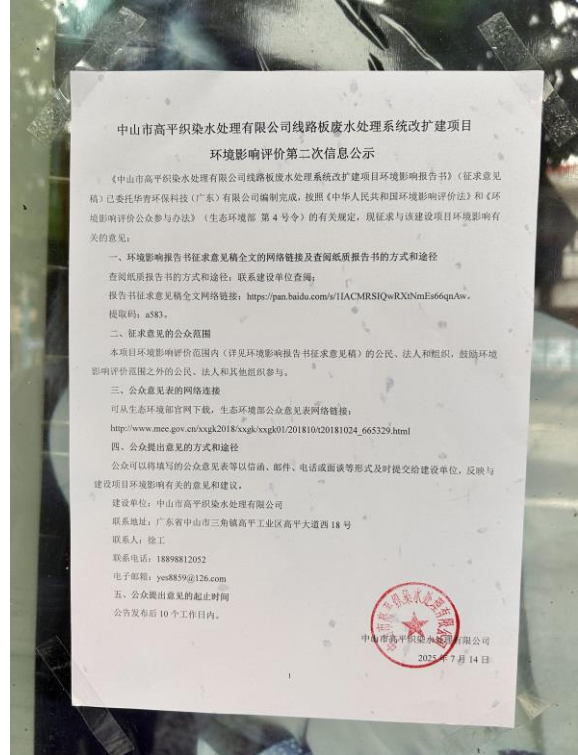 中山市高平织染水处理有限公司线路板废水处理系统改扩建项目
环境影响评价第二次信息公示
《中山市高平织染水处理有限公司线路板废水处理系统改扩建项目环境影响报告书》（征求意见
稿）已委托华青环保科技（广东）有限公司编制完成，按照《中华人民共和国环境影响评价法》和《环
境影响评价公众参与办法》（生态环境部 第 4 号令）的有关规定，现征求与该建设项目环境影响有
关的意见：
一、环境影响报告书征求意见稿全文的网络链接及查阅纸质报告书的方式和途径
查阅纸质报告书的方式和途径：联系建设单位查阅；
报告书征求意见稿全文网络链接：https://pan.baidu.com/s/1IACMRSIQwRXtNmEs66qnAw。
提取码：a583。
二、征求意见的公众范围
本项目环境影响评价范围内（详见环境影响报告书征求意见稿）的公民、法人和组织，鼓励环境
影响评价范围之外的公民、法人和其他组织参与。
三、公众意见表的网络连接
可从生态环境部官网下载，生态环境部公众意见表网络链接：
http://www.mee.gov.cn/xxgk2018/xxgk/xxgk01/201810/t20181024_665329.html
四、公众提出意见的方式和途径
公众可以将填写的公众意见表等以信函、邮件、电话或面谈等形式及时提交给建设单位，反映与
建设项目环境影响有关的意见和建议。
建设单位：中山市高平织染水处理有限公司
联系地址：广东省中山市三角镇高平工业区高平大道西 18 号
联系人：徐工
联系电话：18898812052
电子邮箱：yes8859@126.com
五、公众提出意见的起止时间
公告发布后 10 个工作日内。
中山市高平织染水处理有限公司
中山市高平织染水处理有限公司
2025 年 7 月 14 日
1